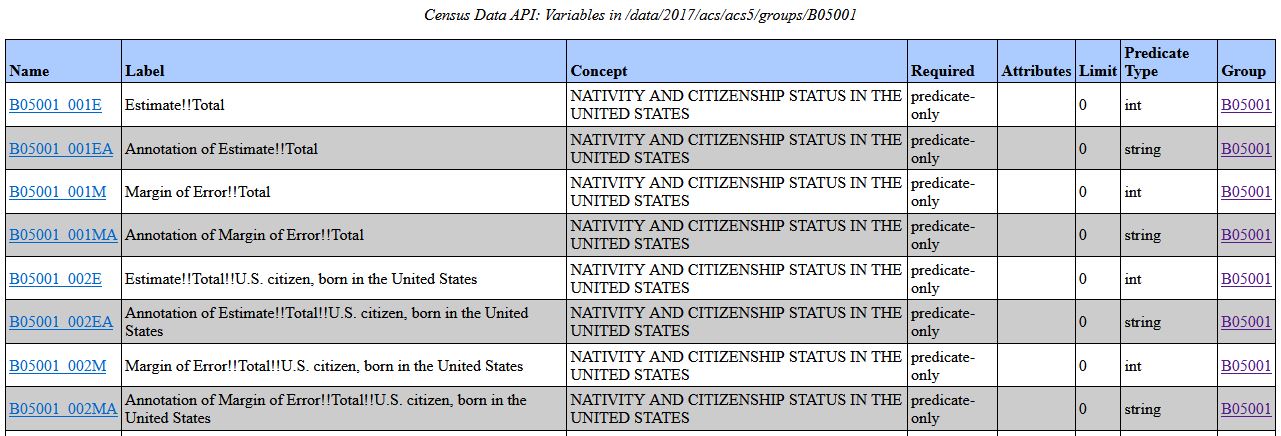 Census Data API: Variables in /data/2017/acs/acs5/groups/B05001
Name Label Concept Required Attributes Limit Predicate Type Group
B05001_001E Estimate!!Total NATIVITY AND CITIZENSHIP STATUS IN THE UNITED STATES predicate-only 0 int B05001
B05001_001EA Annotation of Estimate!!Total NATIVITY AND CITIZENSHIP STATUS IN THE UNITED STATES predicate-only 0 string B05001
B05001_001M Margin of Error!!Total NATIVITY AND CITIZENSHIP STATUS IN THE UNITED STATES predicate-only 0 int B05001
B05001_001MA Annotation of Margin of Error!!Total NATIVITY AND CITIZENSHIP STATUS IN THE UNITED STATES predicate-only 0 string B05001
B05001_002E Estimate!!Total!!U.S. citizen, born in the United States NATIVITY AND CITIZENSHIP STATUS IN THE UNITED STATES predicate-only 0 int B05001
B05001_002EA Annotation of Estimate!!Total!!U.S. citizen, born in the United States NATIVITY AND CITIZENSHIP STATUS IN THE UNITED STATES predicate-only 0 string B05001
B05001_002M Margin of Error!!Total!!U.S. citizen, born in the United States NATIVITY AND CITIZENSHIP STATUS IN THE UNITED STATES predicate-only 0 int B05001
B05001_002MA Annotation of Margin of Error!!Total!!U.S. citizen, born in the United States NATIVITY AND CITIZENSHIP STATUS IN THE UNITED STATES predicate-only 0 string B05001